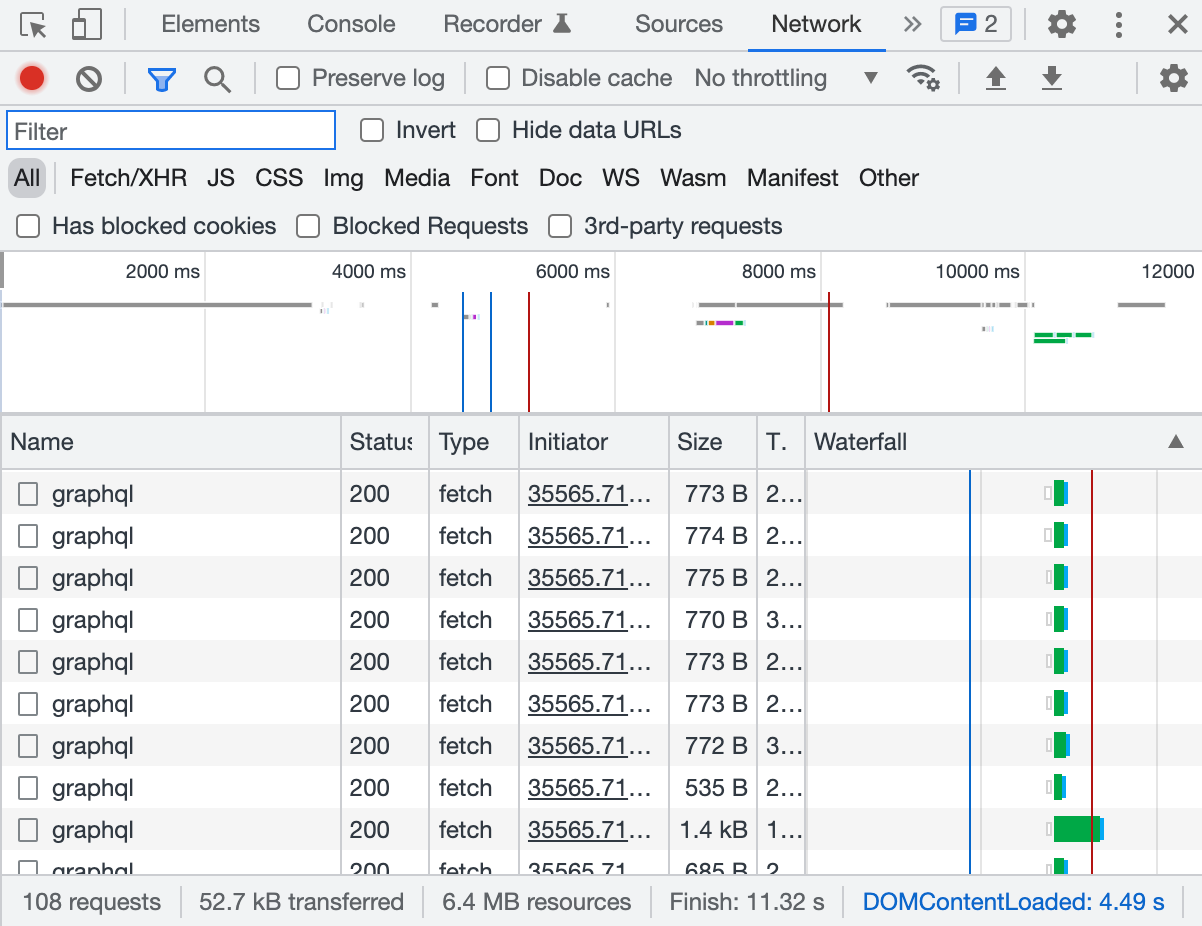 Elements Console Recorder Sources Network 2
Preserve log Disable cache No throttling
Filter Invert Hide data URLs
All Fetch/XHR JS CSS Img Media Font Doc WS Wasm Manifest Other
Has blocked cookies Blocked Requests 3rd-party requests
2000 ms 4000 ms 6000 ms 8000 ms 10000 ms 12000
Name Status Type Initiator Size T. Waterfall
graphql 200 fetch 35565.71... 773 B 2...
graphql 200 fetch 35565.71... 774 B 2...
graphql 200 fetch 35565.71... 775 B 2...
graphql 200 fetch 35565.71... 770 B 3...
graphql 200 fetch 35565.71... 773 B 2...
graphql 200 fetch 35565.71... 773 B 2...
graphql 200 fetch 35565.71... 772 B 3...
graphql 200 fetch 35565.71... 535 B 2...
graphql 200 fetch 35565.71... 1.4 kB 1...
graphql 200 fetch 35565.71... 685 B 2...
108 requests 52.7 kB transferred 6.4 MB resources Finish: 11.32 s DOMContentLoaded: 4.49 s